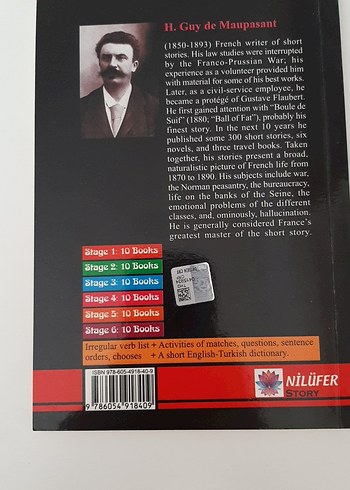 H. Guy de Maupasant
(1850-1893) French writer of short
stories. His law studies were interrupted
by the Franco-Prussian War; his
experience as a volunteer provided him
with material for some of his best works.
Later, as a civil-service employee, he
became a protégé of Gustave Flaubert.
He first gained attention with “Boule de
Suif” (1880; “Ball of Fat”), probably his
finest story. In the next 10 years he
published some 300 short stories, six
novels, and three travel books. Taken
together, his stories present a broad,
naturalistic picture of French life from
1870 to 1890. His subjects include war,
the Norman peasantry, the bureaucracy,
life on the banks of the Seine, the
emotional problems of the different
classes, and, ominously, hallucination.
He is generally considered France's
greatest master of the short story.
Stage 1: 10 Books
Stage 2: 10 Books
Stage 3: 10 Books
Stage 4: 10 Books
Stage 5: 10 Books
Stage 6: 10 Books
Irregular verb list + Activities of matches, questions, sentence
orders, chooses + A short English-Turkish dictionary.
ISBN 978-605-4918-40-9
9 786054 918409
NİLÜFER
STORY